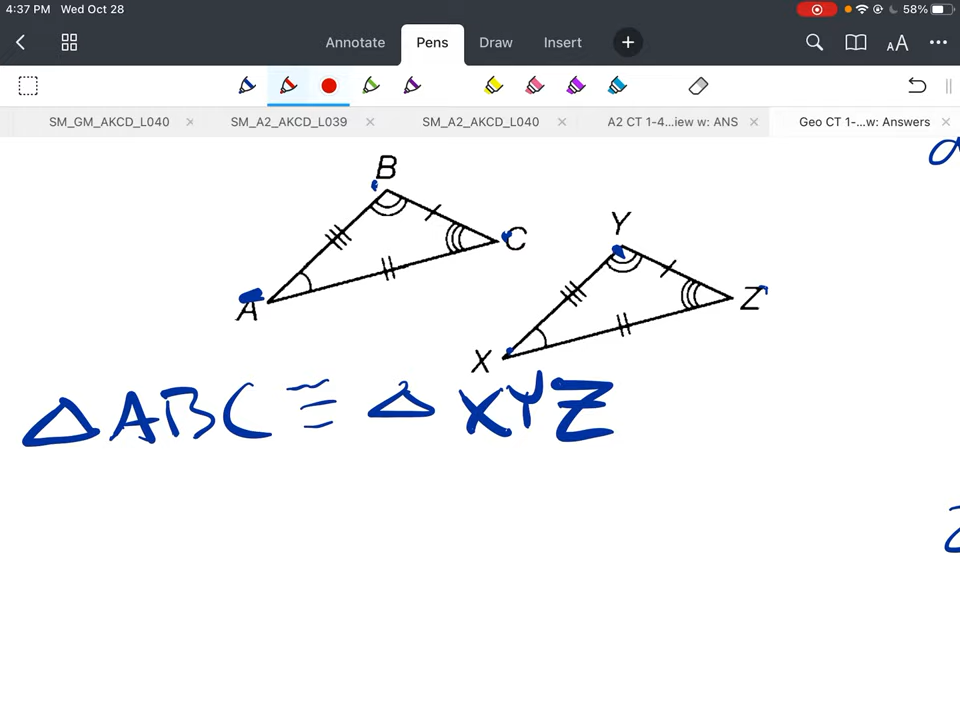 4:37 PM Wed Oct 28 58%
Annotate Pens Draw Insert
AA
SM_GM_AKCD_L040 × SM_A2_AKCD_L039 × SM_A2_AKCD_L040 × A2 CT 1-4...iew w: ANS × Geo CT 1-...w: Answers ×
B
C
A
Y
Z
X
△ABC ≅ △XYZ